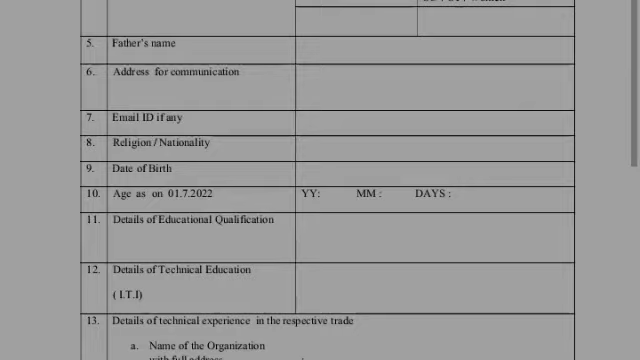 5. Father's name
6. Address for communication
7. Email ID if any
8. Religion / Nationality
9. Date of Birth
10. Age as on 01.7.2022 YY: MM : DAYS :
11. Details of Educational Qualification
12. Details of Technical Education
( I.T.I)
13. Details of technical experience in the respective trade
a. Name of the Organization
with full address :